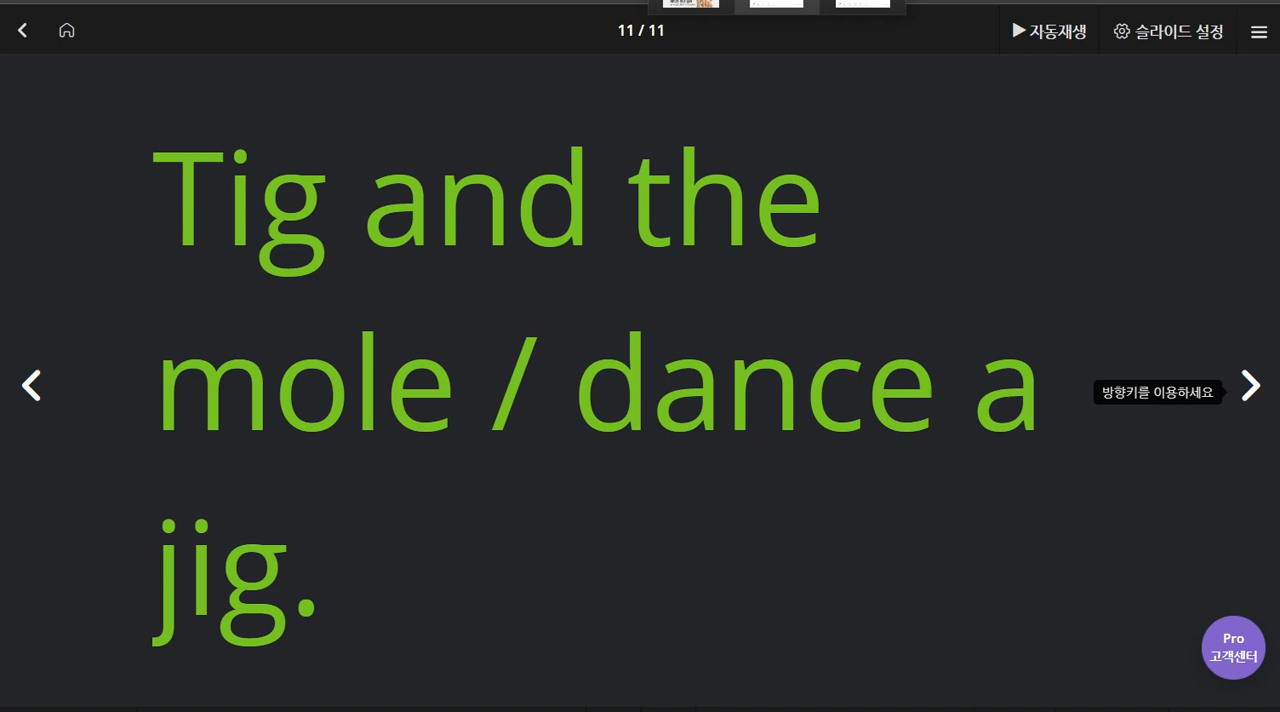 11 / 11
▶ 자동재생
슬라이드 설정
Tig and the
mole / dance a
jig.
방향키를 이용하세요
Pro
고객센터